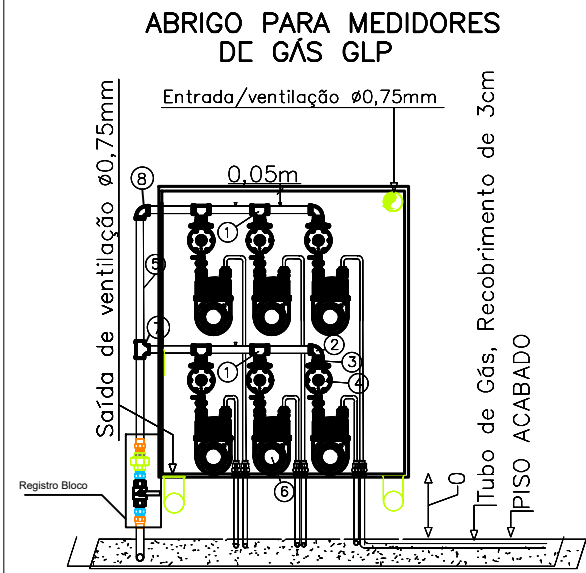 ABRIGO PARA MEDIDORES
DE GÁS GLP
Entrada/ventilação ø0,75mm
0,05m
Saída de ventilação ø0,75mm
8
1
5
7
2
3
1
4
6
Registro Bloco
0
Tubo de Gás, Recobrimento de 3cm
PISO ACABADO